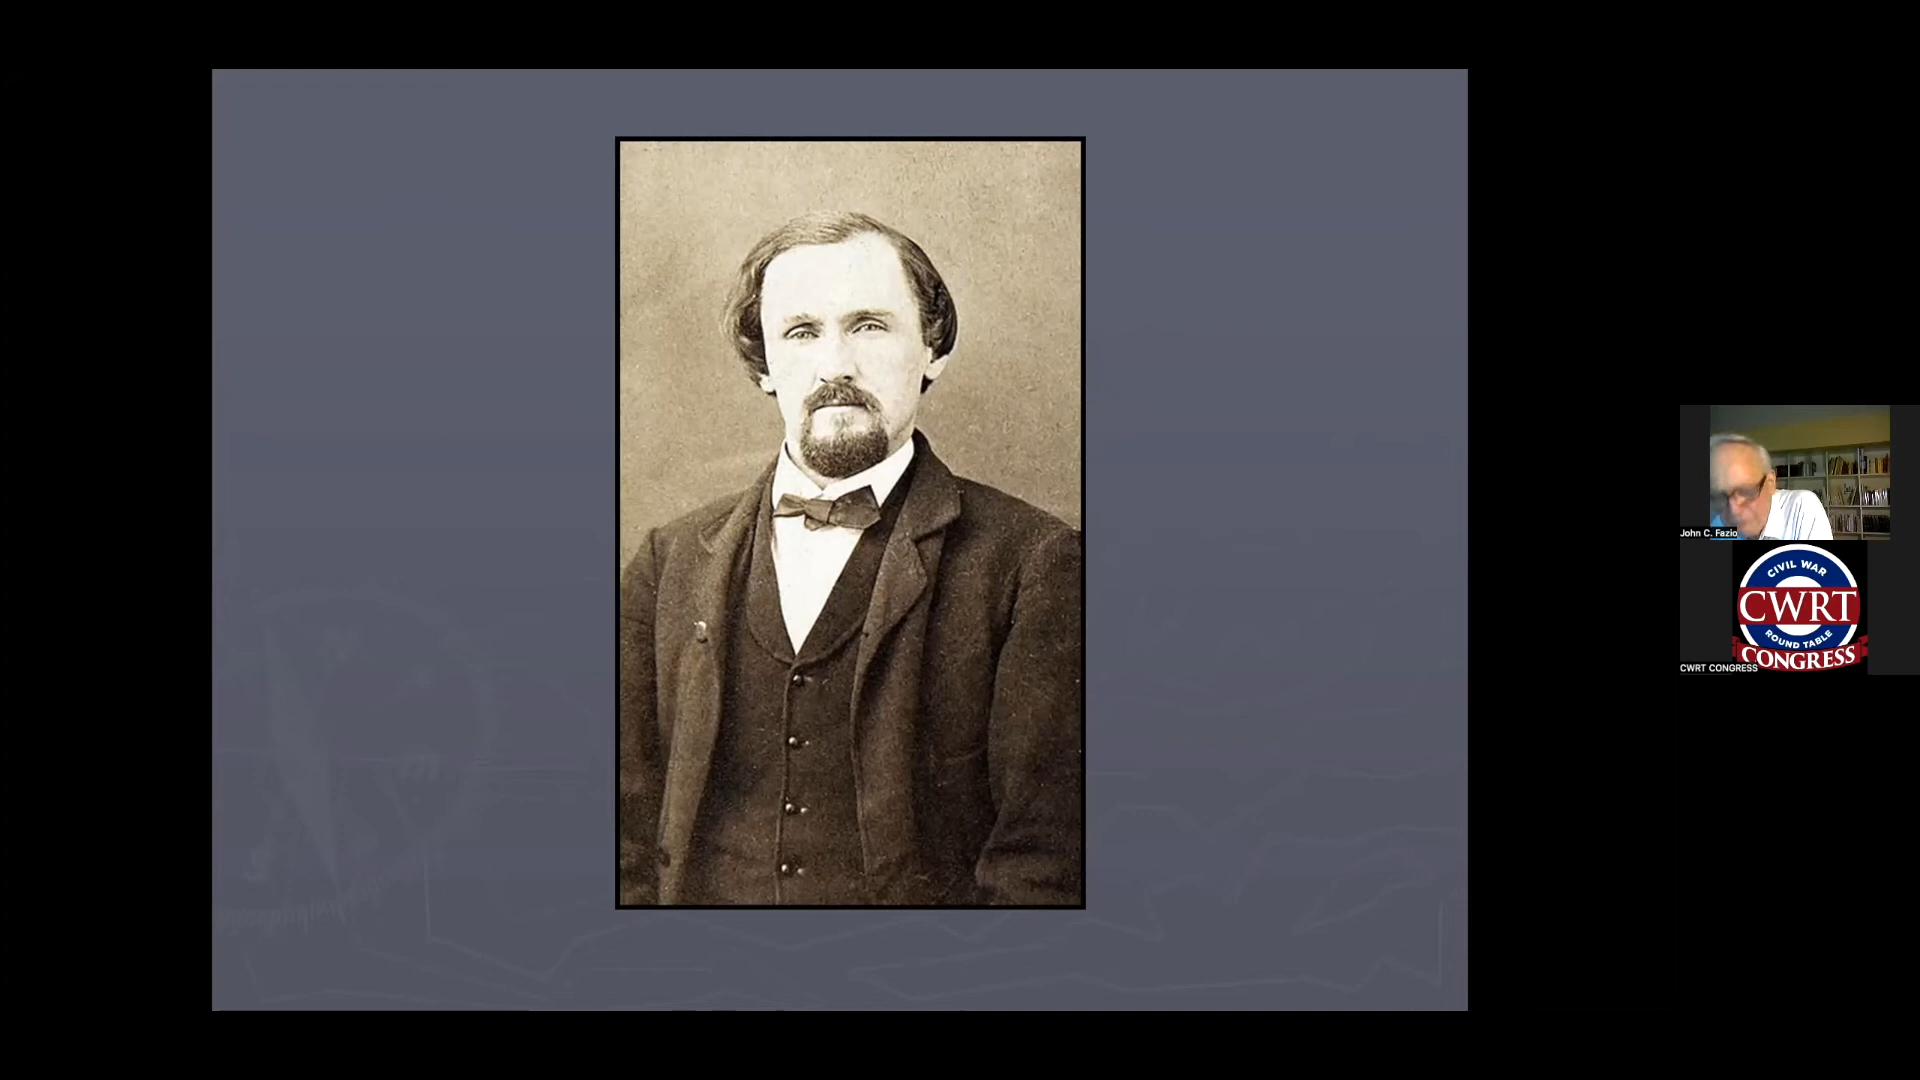 John C. Fazio
CIVIL WAR
CWRT
ROUND TABLE
CONGRESS
CWRT CONGRESS